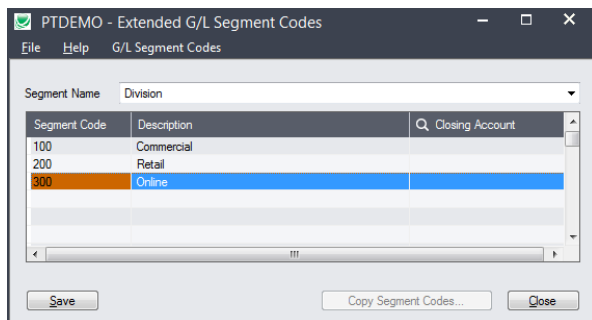 PTDEMO - Extended G/L Segment Codes
File Help G/L Segment Codes
Segment Name Division
Segment Code Description Closing Account
100 Commercial
200 Retail
300 Online
Save Copy Segment Codes... Close